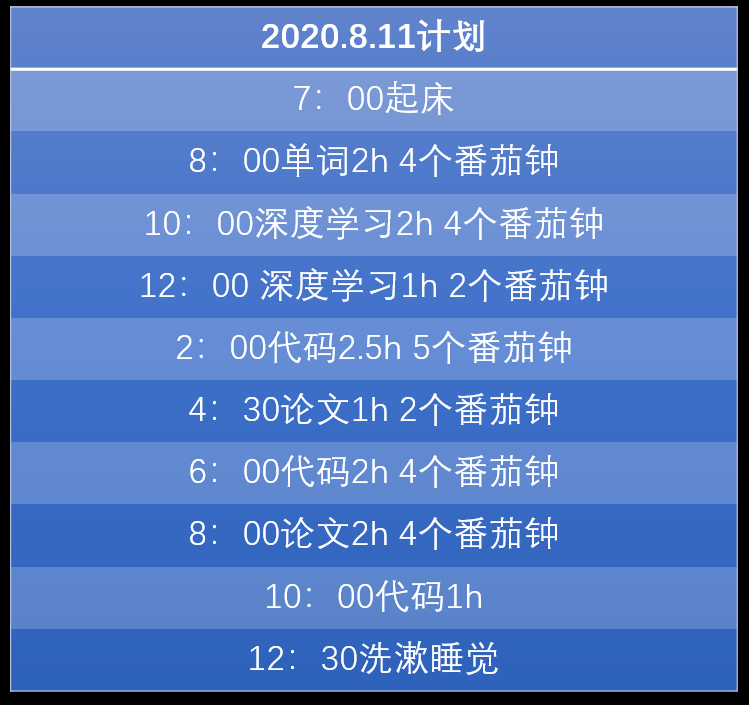 2020.8.11计划
7：00起床
8：00单词2h 4个番茄钟
10：00深度学习2h 4个番茄钟
12：00 深度学习1h 2个番茄钟
2：00代码2.5h 5个番茄钟
4：30论文1h 2个番茄钟
6：00代码2h 4个番茄钟
8：00论文2h 4个番茄钟
10：00代码1h
12：30洗漱睡觉